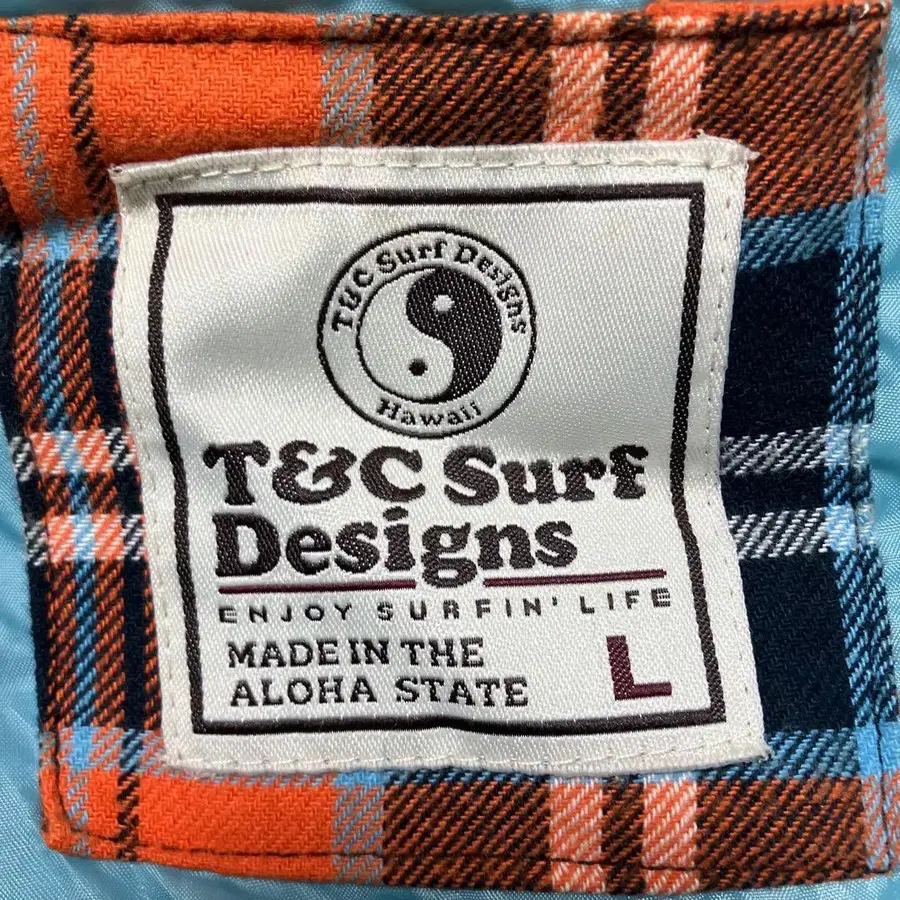 T&C Surf Designs
Hawaii
T&C Surf
Designs
ENJOY SURFIN' LIFE
MADE IN THE
ALOHA STATE
L